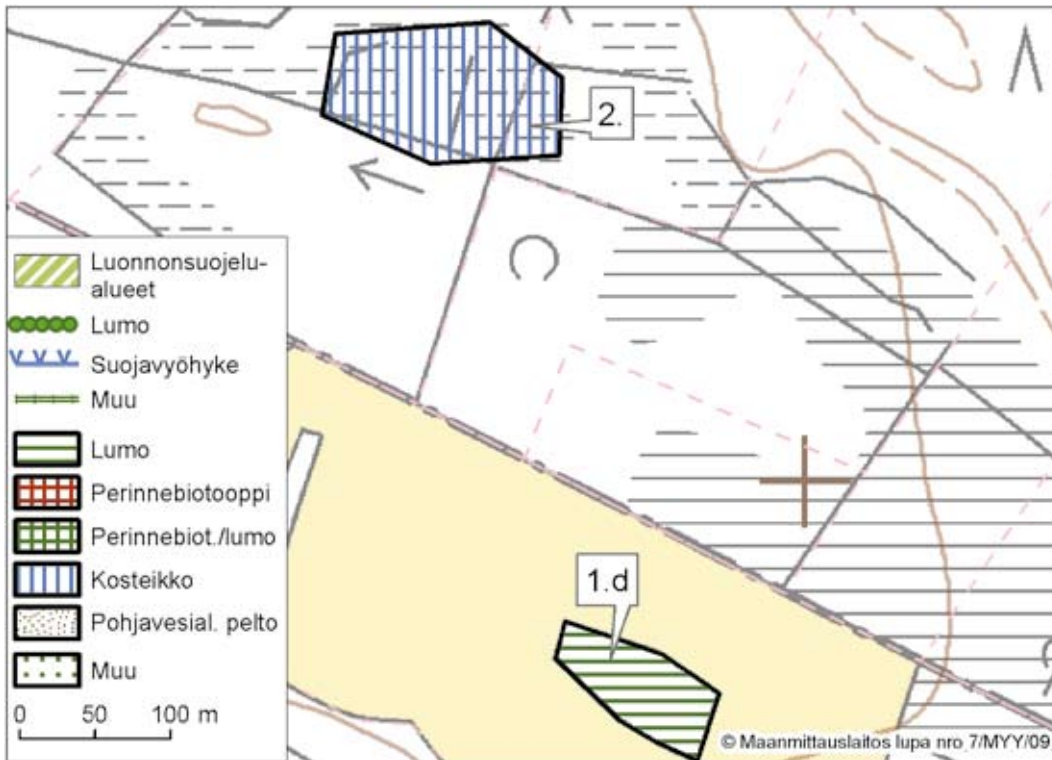 2.
Luonnonsuojelu-
alueet
Lumo
Suojavyöhyke
Muu
Lumo
Perinnebiotooppi
Perinnebiot./lumo
Kosteikko
Pohjavesial. pelto
Muu
0 50 100 m
1.d
© Maanmittauslaitos lupa nro 7/MYY/09